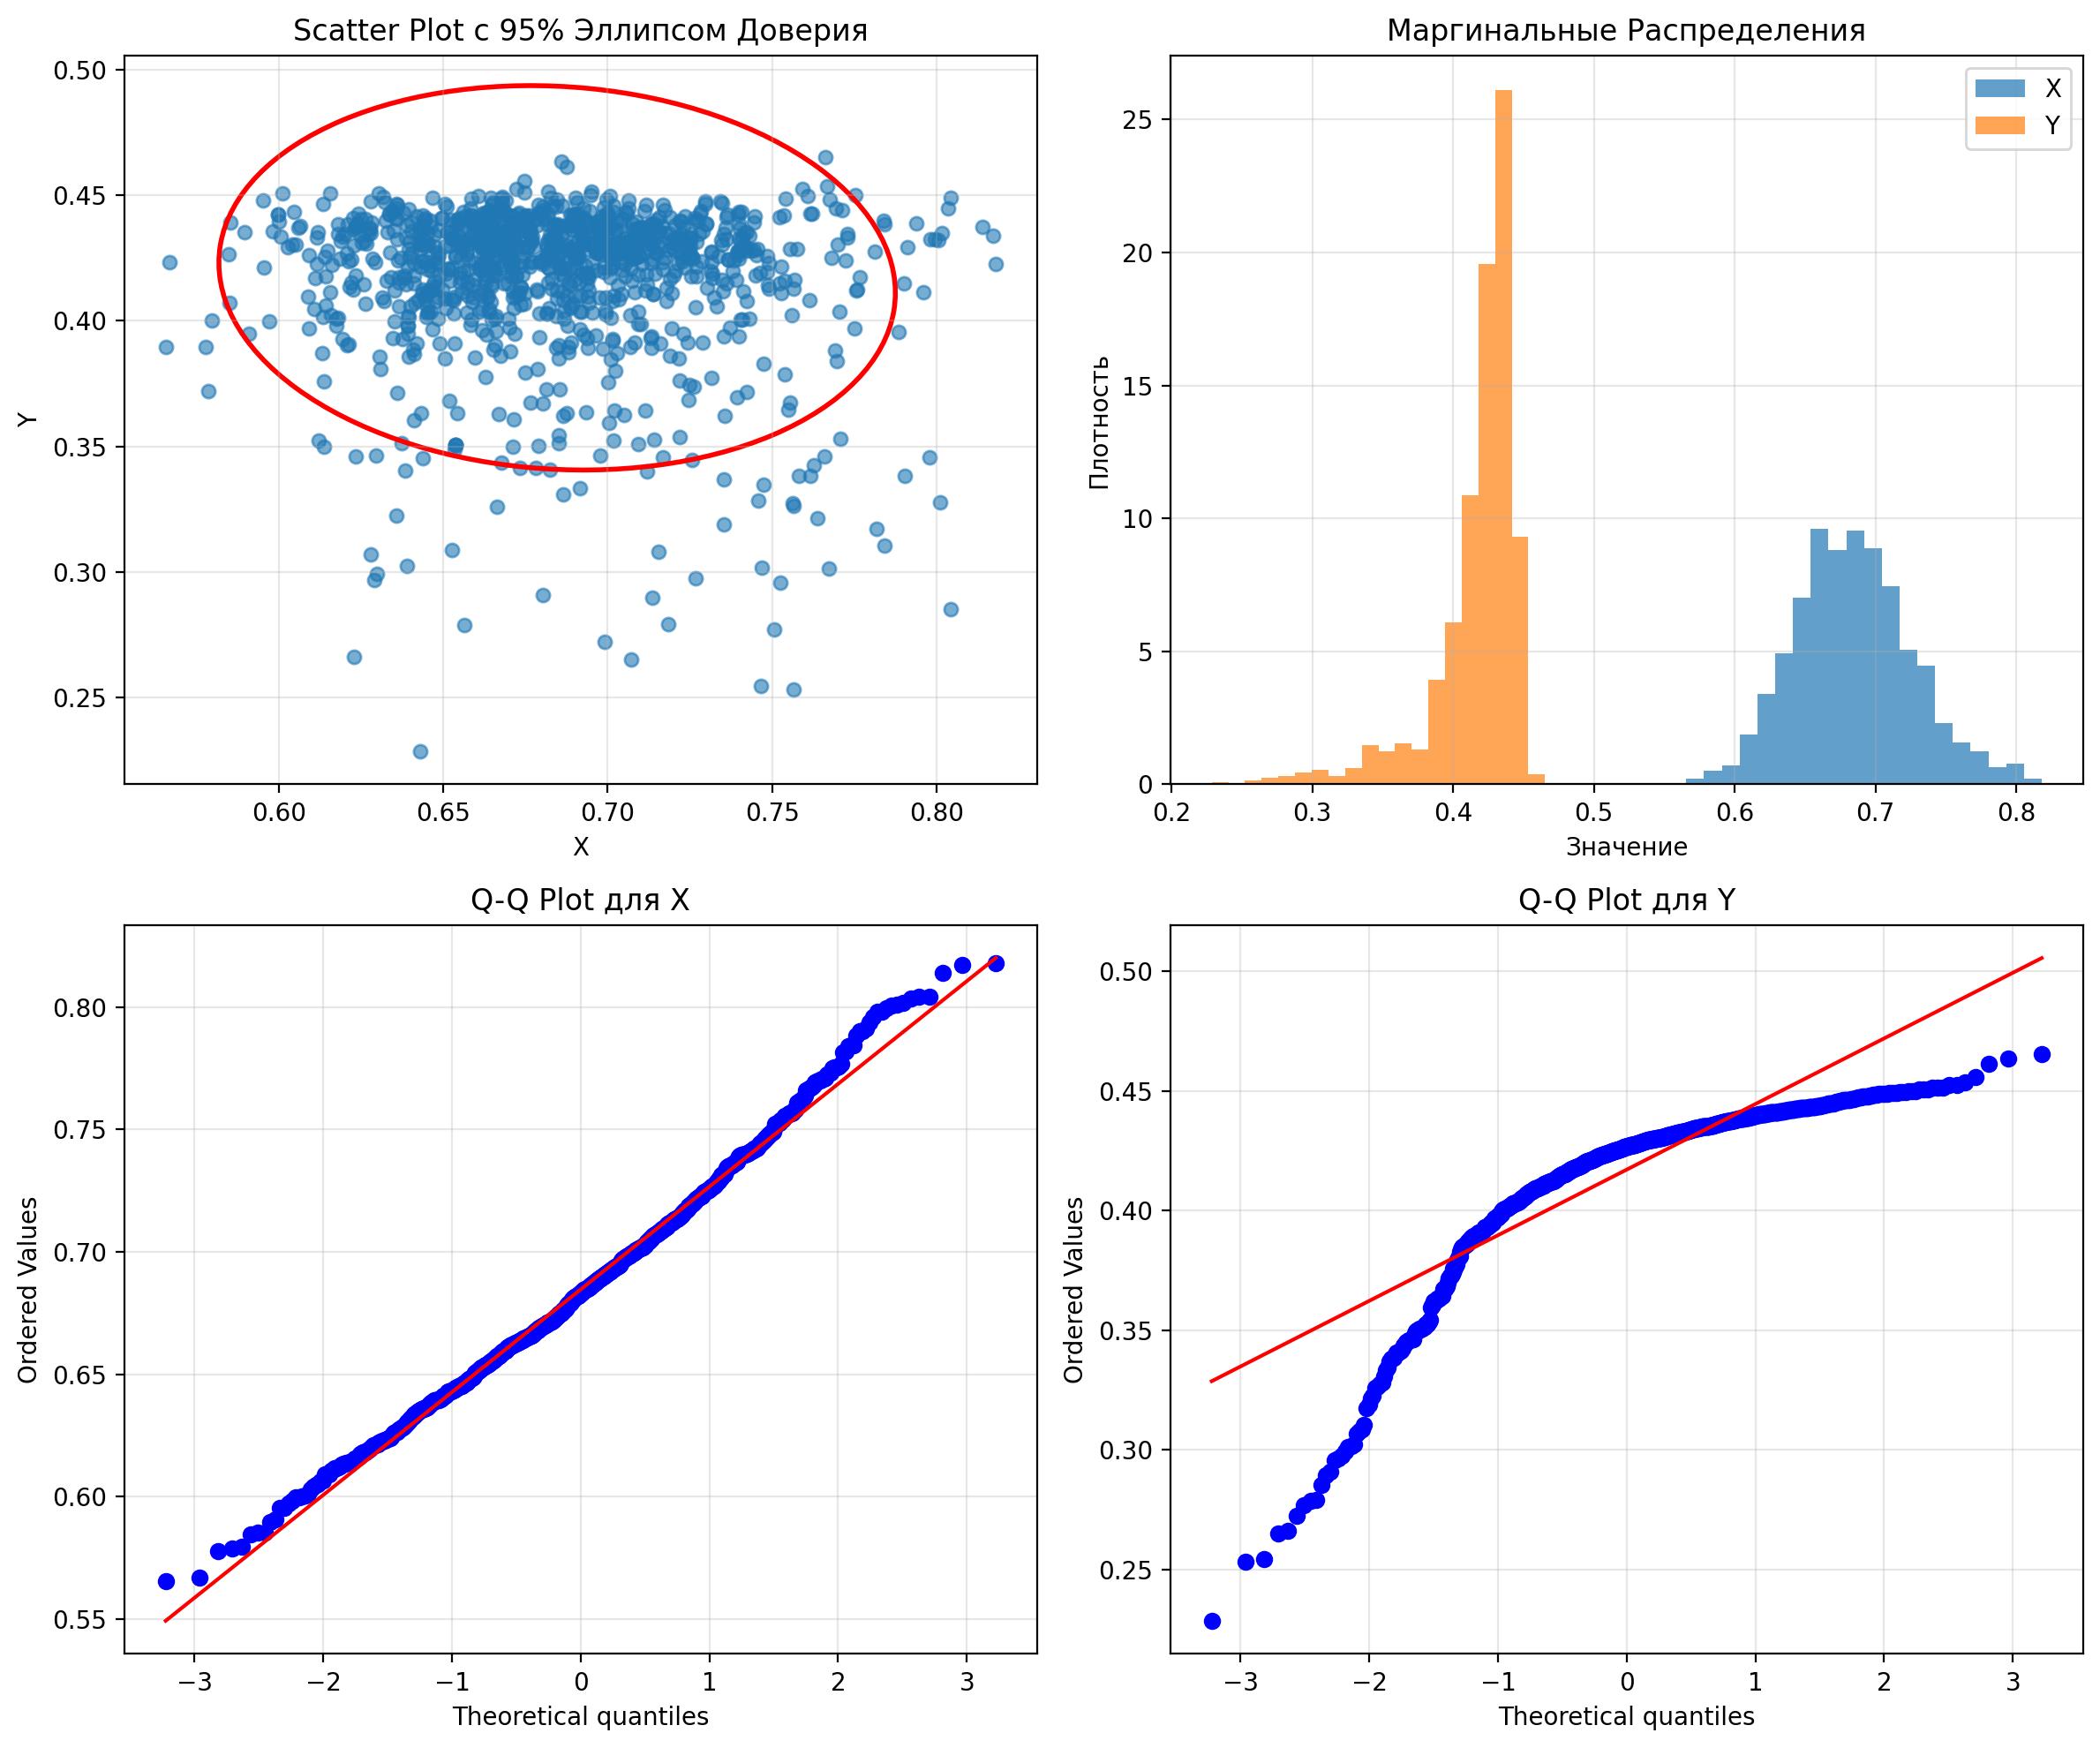 Scatter Plot с 95% Эллипсом Доверия
0.50
0.45
0.40
0.35
0.30
0.25
Y
0.60 0.65 0.70 0.75 0.80
X
Маргинальные Распределения
X
Y
25
20
15
10
5
0
Плотность
0.2 0.3 0.4 0.5 0.6 0.7 0.8
Значение
Q-Q Plot для X
0.80
0.75
0.70
0.65
0.60
0.55
Ordered Values
−3 −2 −1 0 1 2 3
Theoretical quantiles
Q-Q Plot для Y
0.50
0.45
0.40
0.35
0.30
0.25
Ordered Values
−3 −2 −1 0 1 2 3
Theoretical quantiles